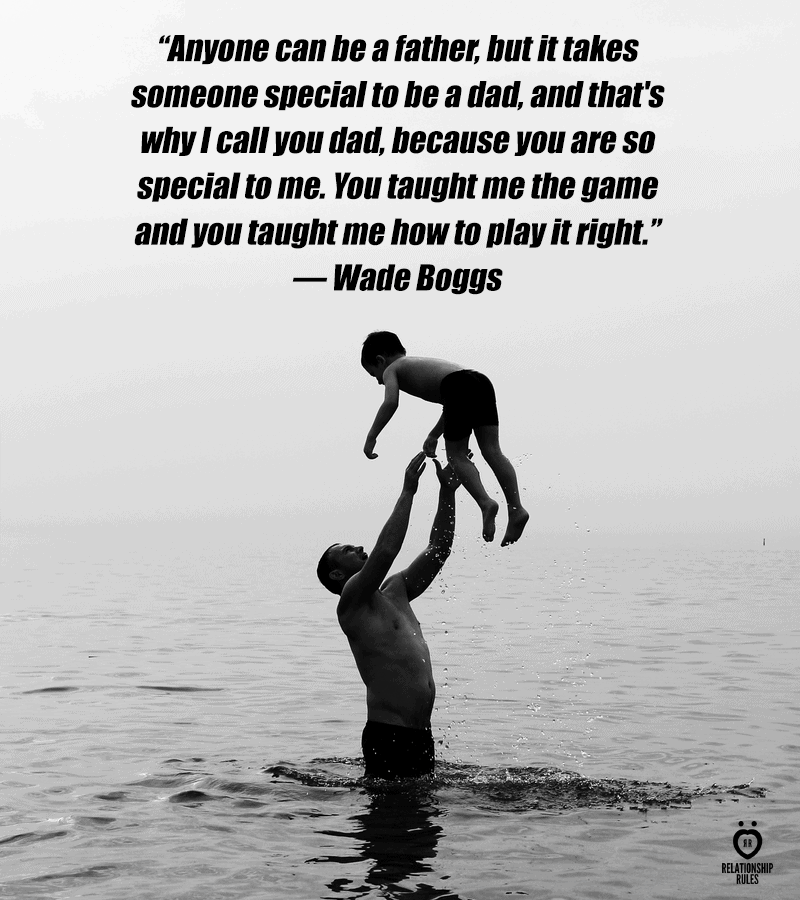 “Anyone can be a father, but it takes
someone special to be a dad, and that's
why I call you dad, because you are so
special to me. You taught me the game
and you taught me how to play it right.”
— Wade Boggs
RR
RELATIONSHIP
RULES